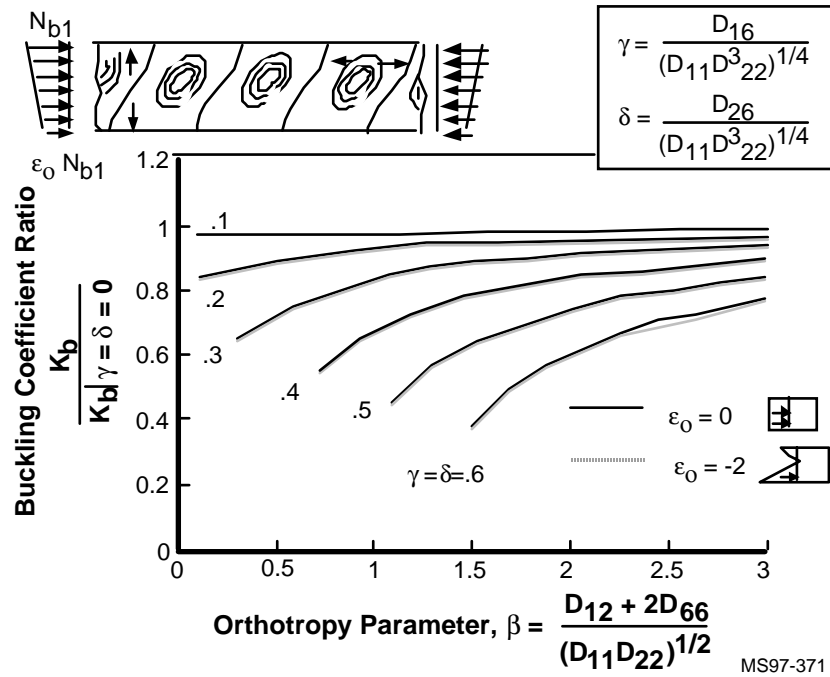 N_b1
ε_o N_b1
γ = D_16 / (D_11 D^3_22)^1/4
δ = D_26 / (D_11 D^3_22)^1/4
Buckling Coefficient Ratio
K_b / K_b|γ = δ = 0
1.2
1
0.8
0.6
0.4
0.2
0
.1
.2
.3
.4
.5
γ = δ=.6
ε_o = 0
ε_o = -2
0
0.5
1
1.5
2
2.5
3
Orthotropy Parameter, β = D_12 + 2D_66 / (D_11 D_22)^1/2
MS97-371